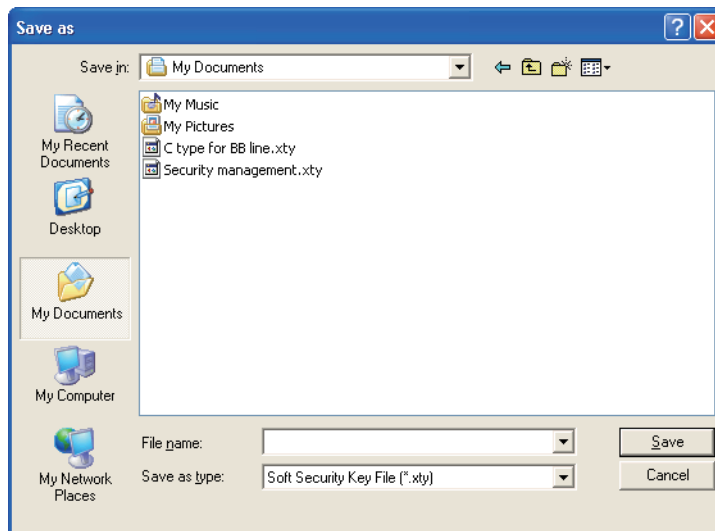 Save as
Save in:
My Documents
My Recent
Documents
Desktop
My Documents
My Computer
My Network
Places
My Music
My Pictures
C type for BB line.xty
Security management.xty
File name:
Save
Save as type:
Soft Security Key File (*.xty)
Cancel